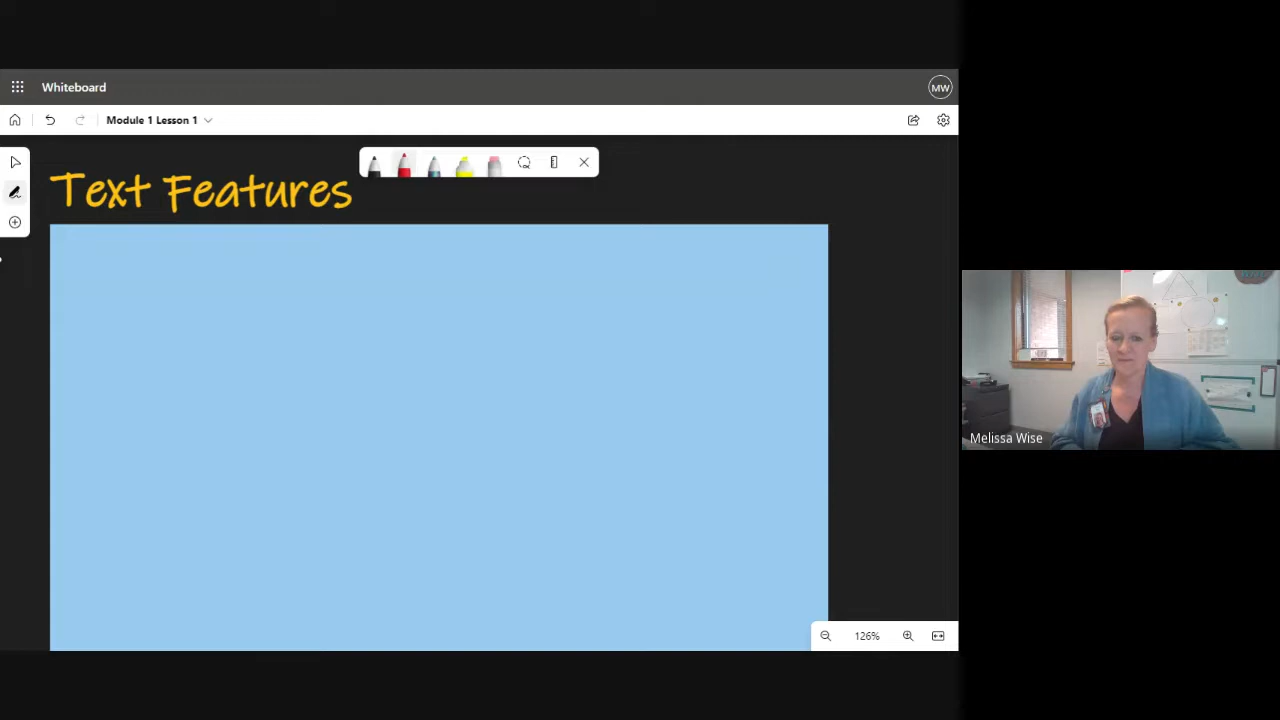 Whiteboard
MW
Module 1 Lesson 1
Text Features
Melissa Wise
126%